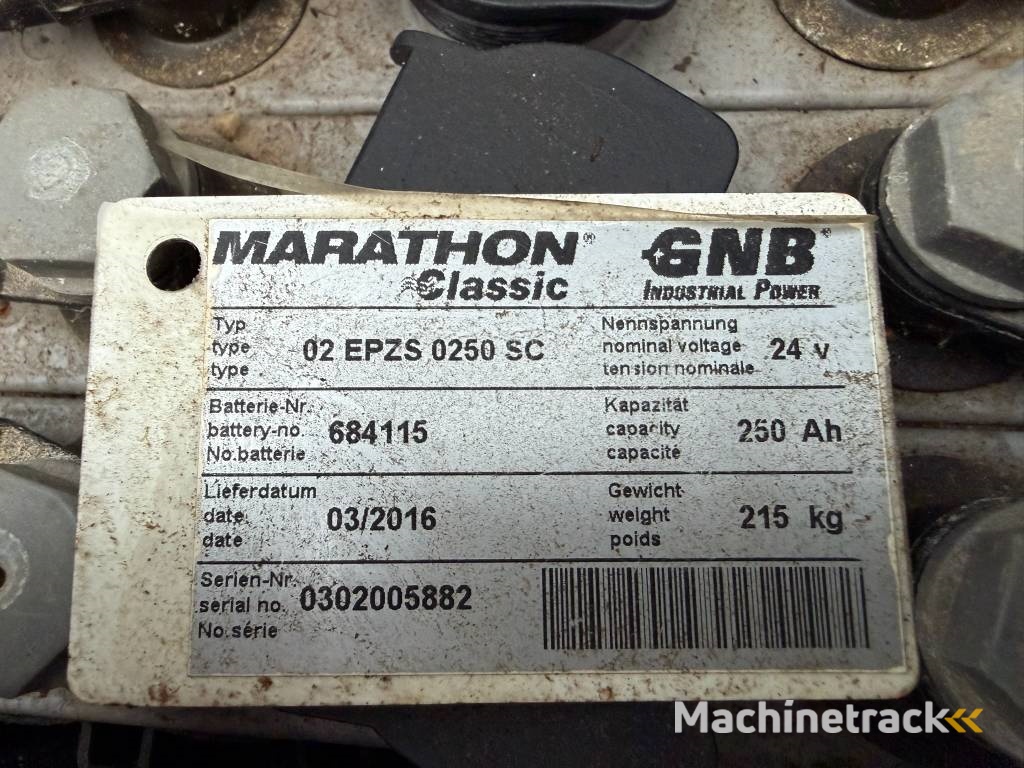 MARATHON®
Classic
GNB®
INDUSTRIAL POWER
Typ
type
type
02 EPZS 0250 SC
Nennspannung
nominal voltage
tension nominale
24 V
Batterie-Nr.
battery-no.
No.batterie
684115
Kapazität
capacity
capacité
250 Ah
Lieferdatum
date
date
03/2016
Gewicht
weight
poids
215 kg
Serien-Nr.
serial no.
No.série
0302005882
Machinetrack